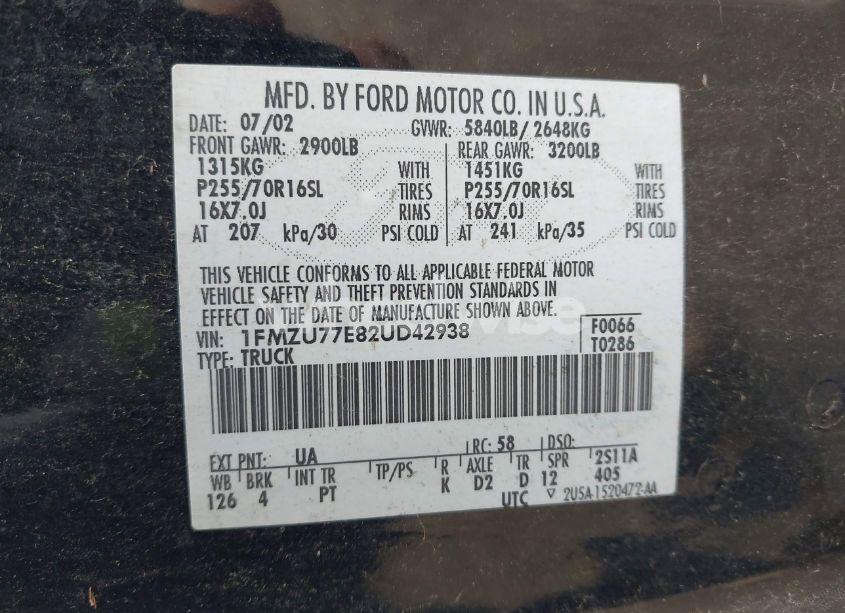 MFD. BY FORD MOTOR CO. IN U.S.A.
DATE: 07/02 GVWR: 5840LB/ 2648KG
FRONT GAWR: 2900LB REAR GAWR: 3200LB
1315KG WITH 1451KG WITH
P255/70R16SL TIRES P255/70R16SL TIRES
16X7.0J RIMS 16X7.0J RIMS
AT 207 kPa/30 PSI COLD AT 241 kPa/35 PSI COLD
THIS VEHICLE CONFORMS TO ALL APPLICABLE FEDERAL MOTOR
VEHICLE SAFETY AND THEFT PREVENTION STANDARDS IN
EFFECT ON THE DATE OF MANUFACTURE SHOWN ABOVE.
VIN: 1FMZU77E82UD42938 F0066
TYPE: TRUCK T0286
EXT PNT: UA RC: 58 DSO:
WB BRK INT TR TP/PS R AXLE TR SPR 2S11A
126 4 PT K D2 D 12 405
UTC ▽ 2U5A-1520472-AA